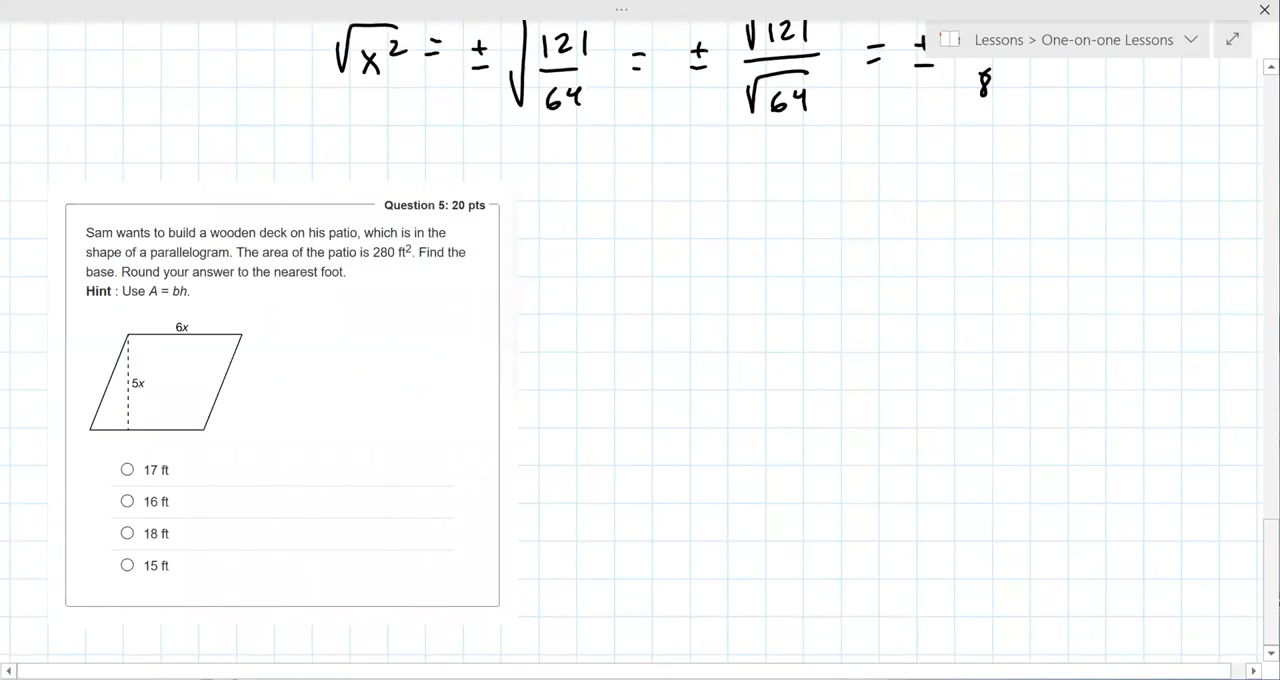 Lessons > One-on-one Lessons
√x² = ± √121/64 = ± √121/√64 = ± 8
Question 5: 20 pts
Sam wants to build a wooden deck on his patio, which is in the
shape of a parallelogram. The area of the patio is 280 ft². Find the
base. Round your answer to the nearest foot.
Hint : Use A = bh.
6x
5x
17 ft
16 ft
18 ft
15 ft